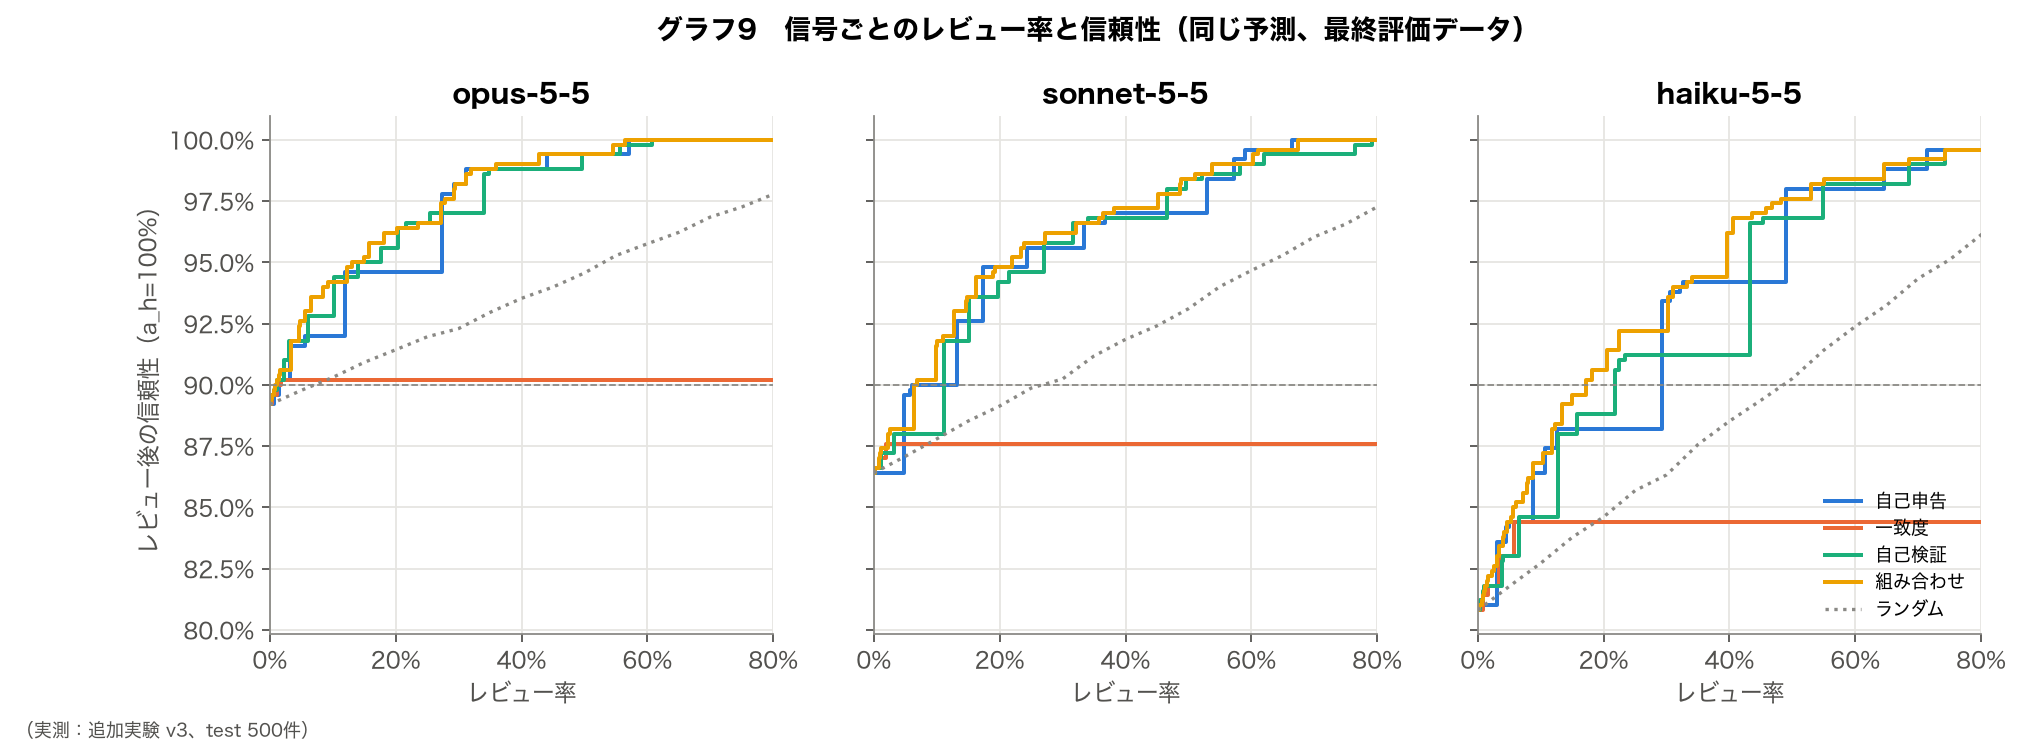 グラフ9　信号ごとのレビュー率と信頼性（同じ予測、最終評価データ）
opus-5-5
sonnet-5-5
haiku-5-5
レビュー後の信頼性（a_h=100%）
100.0%
97.5%
95.0%
92.5%
90.0%
87.5%
85.0%
82.5%
80.0%
0%
20%
40%
60%
80%
0%
20%
40%
60%
80%
0%
20%
40%
60%
80%
レビュー率
レビュー率
レビュー率
自己申告
一致度
自己検証
組み合わせ
ランダム
（実測：追加実験 v3、test 500件）